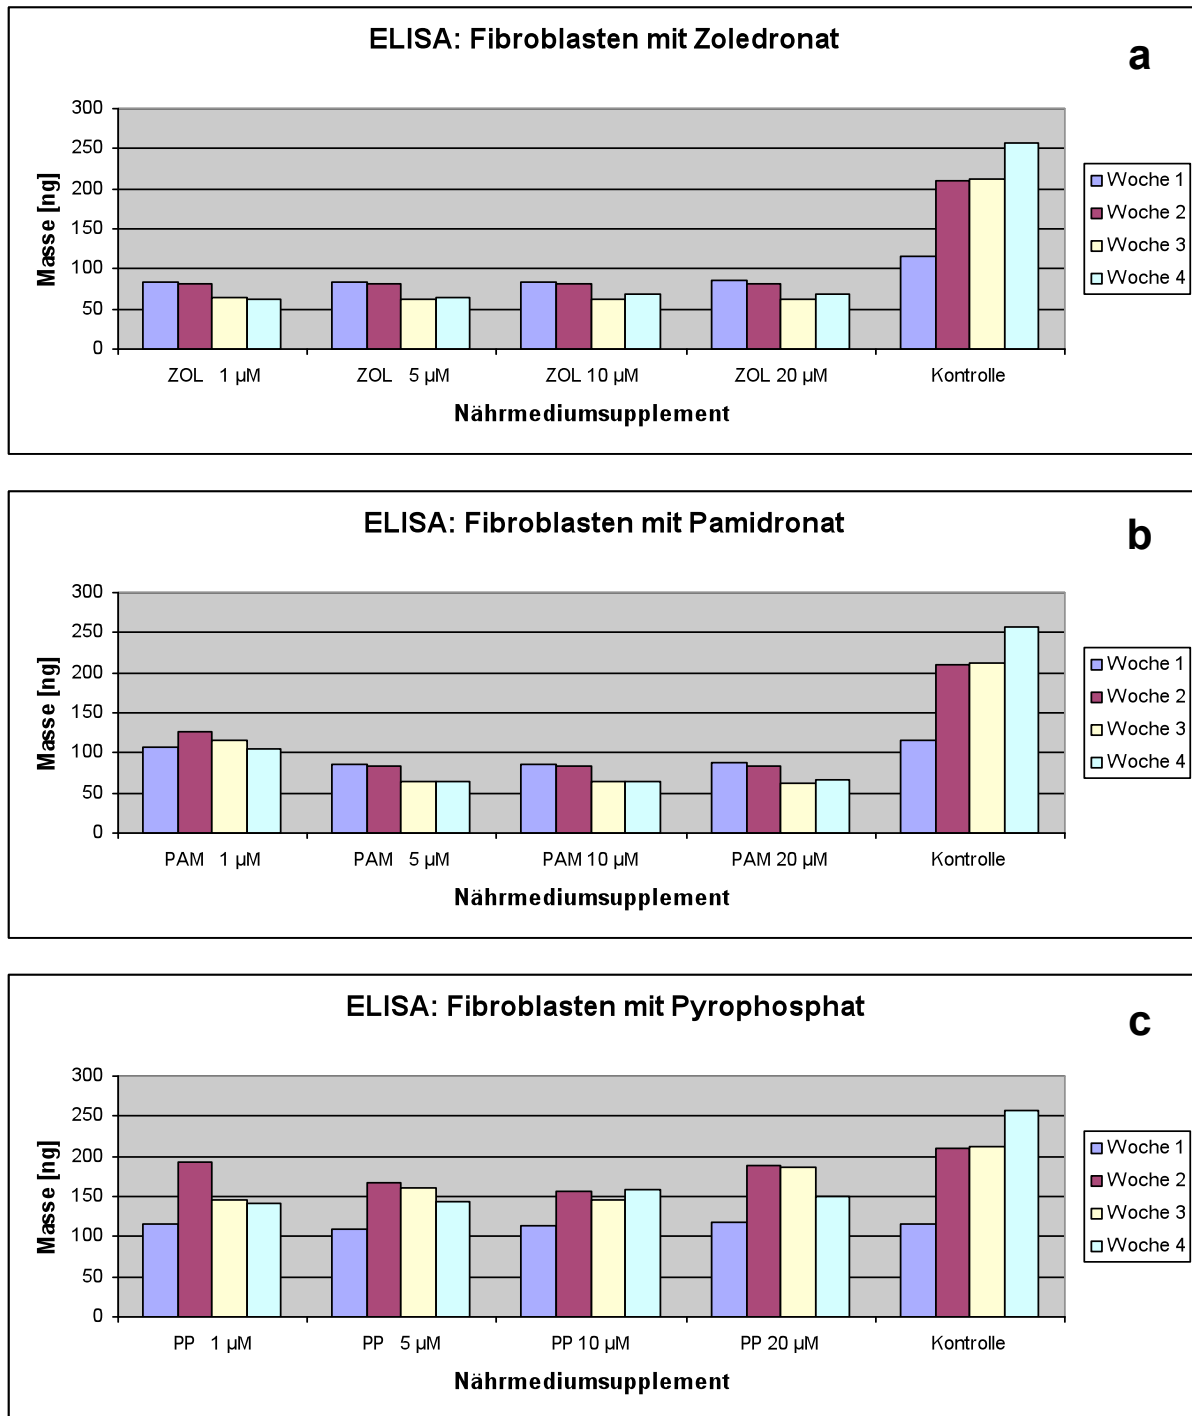 ELISA: Fibroblasten mit Zoledronat
a
300
250
200
150
100
50
0
Masse [ng]
ZOL 1 µM ZOL 5 µM ZOL 10 µM ZOL 20 µM Kontrolle
Nährmediumsupplement
Woche 1
Woche 2
Woche 3
Woche 4
ELISA: Fibroblasten mit Pamidronat
b
300
250
200
150
100
50
0
Masse [ng]
PAM 1 µM PAM 5 µM PAM 10 µM PAM 20 µM Kontrolle
Nährmediumsupplement
Woche 1
Woche 2
Woche 3
Woche 4
ELISA: Fibroblasten mit Pyrophosphat
c
300
250
200
150
100
50
0
Masse [ng]
PP 1 µM PP 5 µM PP 10 µM PP 20 µM Kontrolle
Nährmediumsupplement
Woche 1
Woche 2
Woche 3
Woche 4